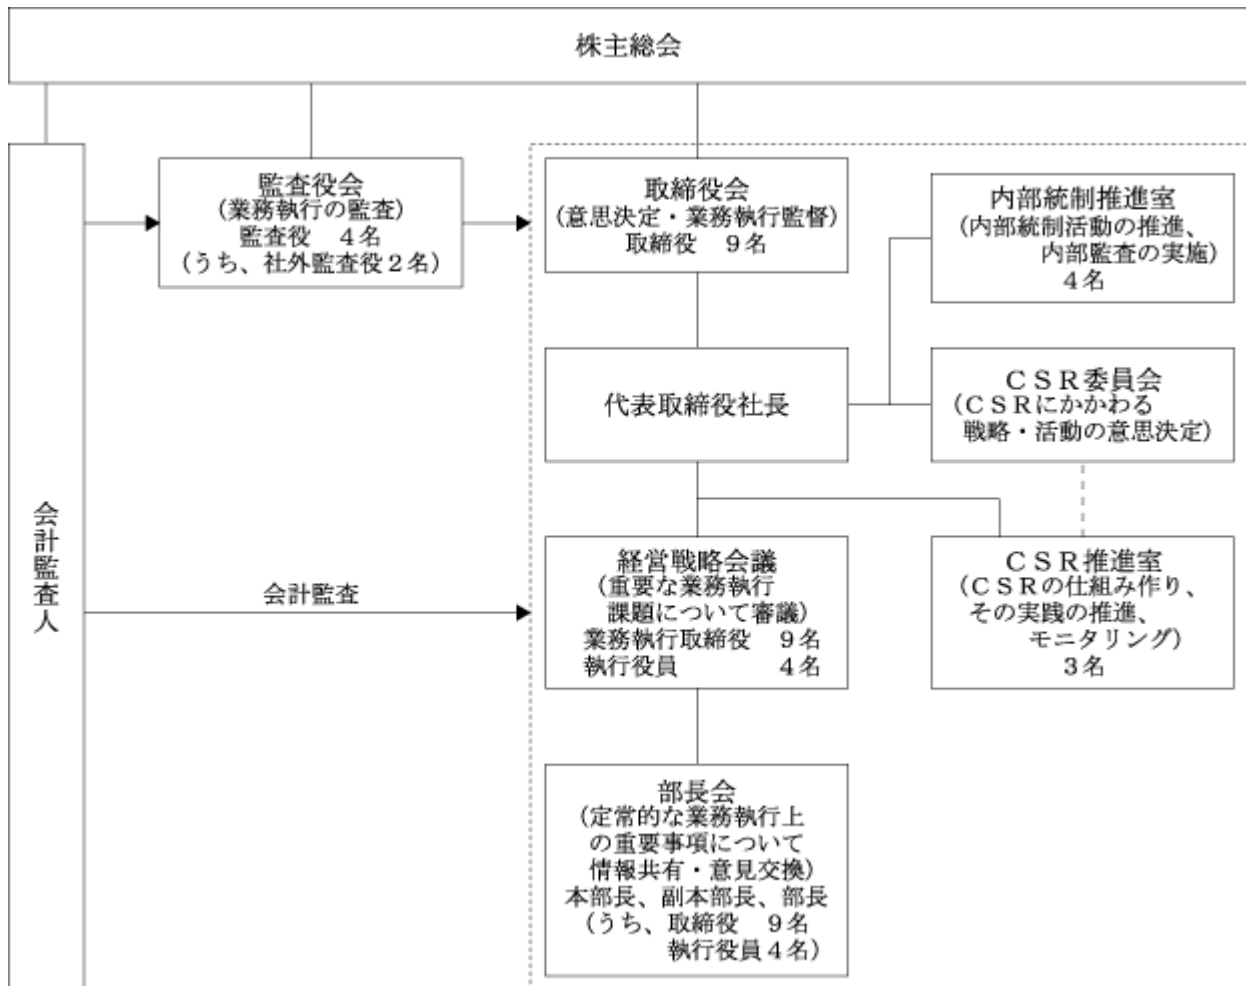 株主総会
監査役会
(業務執行の監査)
監査役　４名
(うち、社外監査役２名)
取締役会
(意思決定・業務執行監督)
取締役　９名
内部統制推進室
(内部統制活動の推進、
内部監査の実施)
４名
代表取締役社長
ＣＳＲ委員会
(ＣＳＲにかかわる
戦略・活動の意思決定)
会計監査人
会計監査
経営戦略会議
(重要な業務執行
課題について審議)
業務執行取締役　９名
執行役員　　　　４名
ＣＳＲ推進室
(ＣＳＲの仕組み作り、
その実践の推進、
モニタリング)
３名
部長会
(定常的な業務執行上
の重要事項について
情報共有・意見交換)
本部長、副本部長、部長
(うち、取締役　９名
執行役員４名)